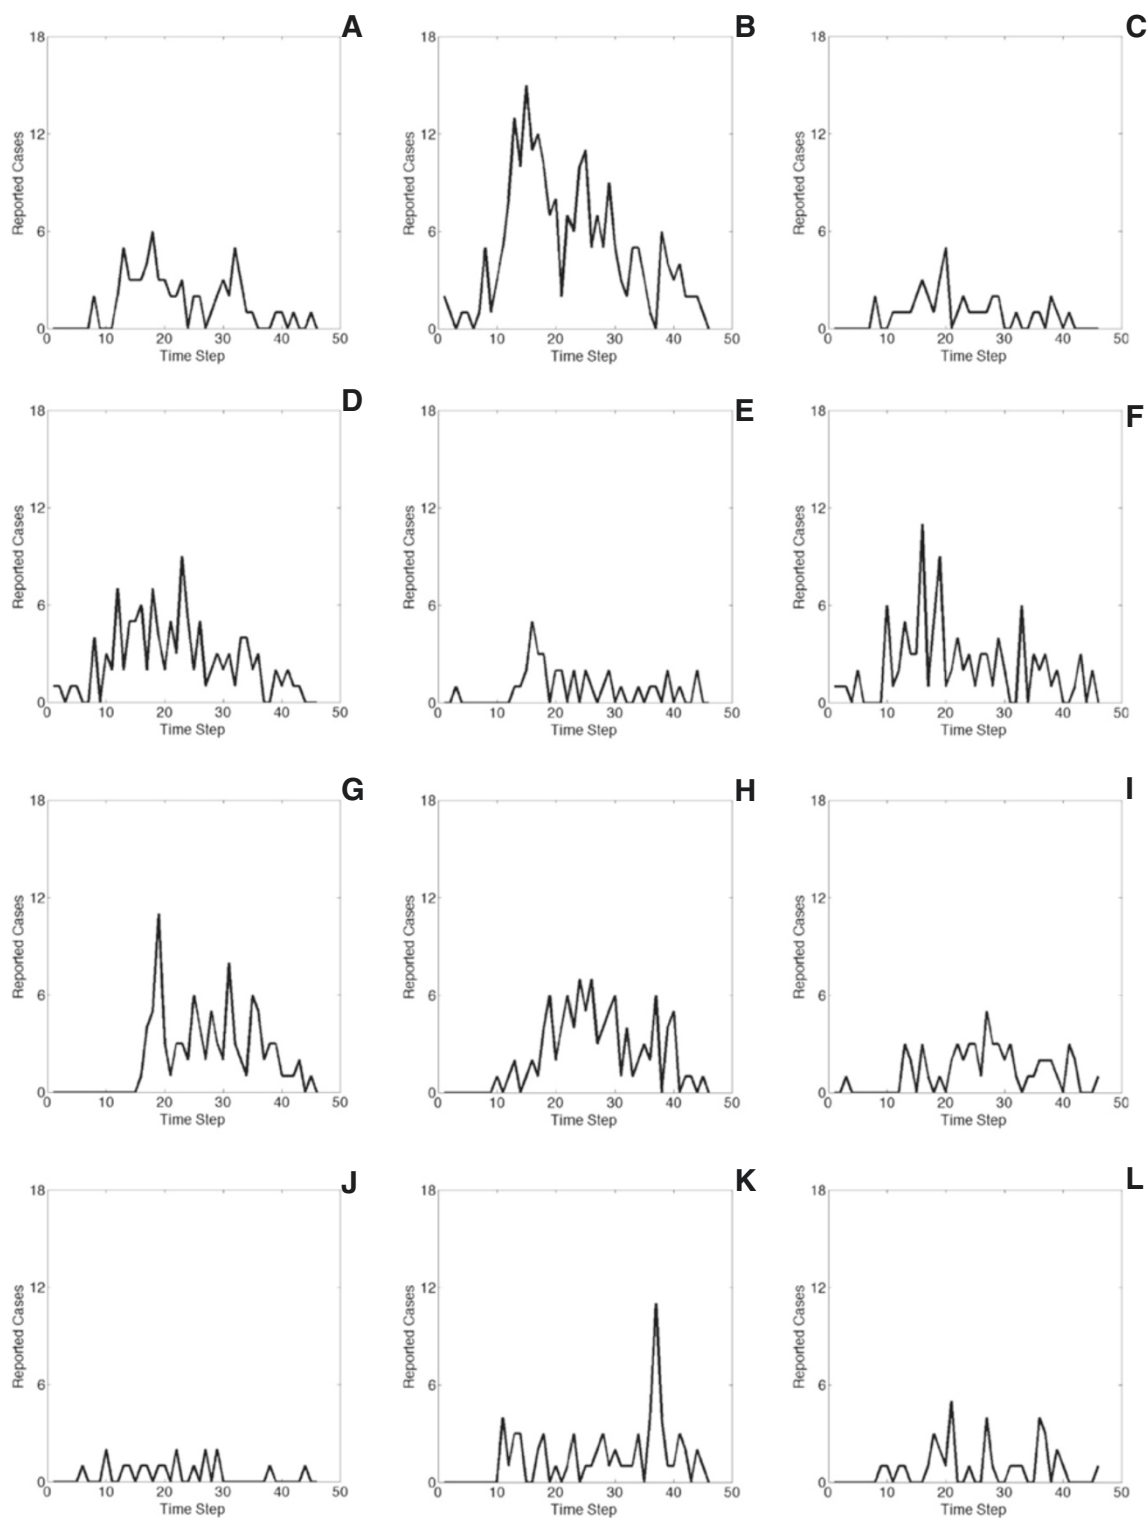 A B C
18 18 18
12 12 12
Reported Cases Reported Cases Reported Cases
6 6 6
0 0 0
0 10 20 30 40 50 0 10 20 30 40 50 0 10 20 30 40 50
Time Step Time Step Time Step
D E F
18 18 18
12 12 12
Reported Cases Reported Cases Reported Cases
6 6 6
0 0 0
0 10 20 30 40 50 0 10 20 30 40 50 0 10 20 30 40 50
Time Step Time Step Time Step
G H I
18 18 18
12 12 12
Reported Cases Reported Cases Reported Cases
6 6 6
0 0 0
0 10 20 30 40 50 0 10 20 30 40 50 0 10 20 30 40 50
Time Step Time Step Time Step
J K L
18 18 18
12 12 12
Reported Cases Reported Cases Reported Cases
6 6 6
0 0 0
0 10 20 30 40 50 0 10 20 30 40 50 0 10 20 30 40 50
Time Step Time Step Time Step